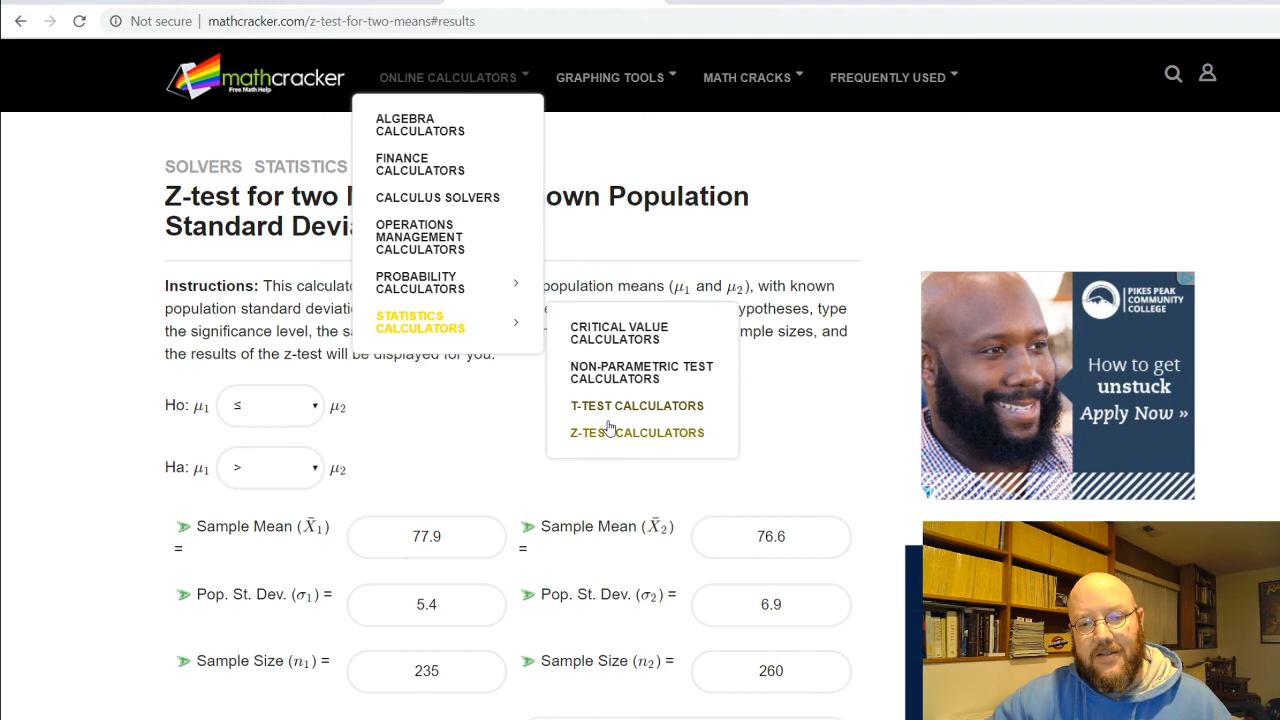 Not secure | mathcracker.com/z-test-for-two-means#results
mathcracker
Free Math Help
ONLINE CALCULATORS
GRAPHING TOOLS
MATH CRACKS
FREQUENTLY USED
ALGEBRA
CALCULATORS
FINANCE
CALCULATORS
CALCULUS SOLVERS
OPERATIONS
MANAGEMENT
CALCULATORS
PROBABILITY
CALCULATORS
STATISTICS
CALCULATORS
CRITICAL VALUE
CALCULATORS
NON-PARAMETRIC TEST
CALCULATORS
T-TEST CALCULATORS
Z-TEST CALCULATORS
SOLVERS STATISTICS
Z-test for two own Population
Standard Devi
Instructions: This calculat population means (μ1 and μ2), with known
population standard deviati ypotheses, type
the significance level, the sa mple sizes, and
the results of the z-test will be displayed for you.
Ho: μ1 ≤ μ2
Ha: μ1 > μ2
Sample Mean (X̄1) = 77.9
Sample Mean (X̄2) = 76.6
Pop. St. Dev. (σ1) = 5.4
Pop. St. Dev. (σ2) = 6.9
Sample Size (n1) = 235
Sample Size (n2) = 260
PIKES PEAK
COMMUNITY
COLLEGE
How to get
unstuck
Apply Now »